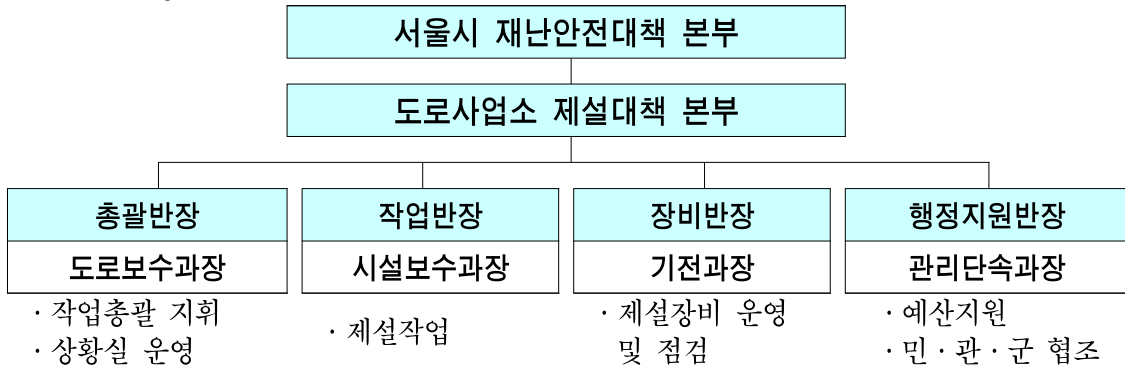 서울시 재난안전대책 본부
도로사업소 제설대책 본부
총괄반장
작업반장
장비반장
행정지원반장
도로보수과장
시설보수과장
기전과장
관리단속과장
· 작업총괄 지휘
· 상황실 운영
· 제설작업
· 제설장비 운영
및 점검
· 예산지원
· 민 · 관 · 군 협조